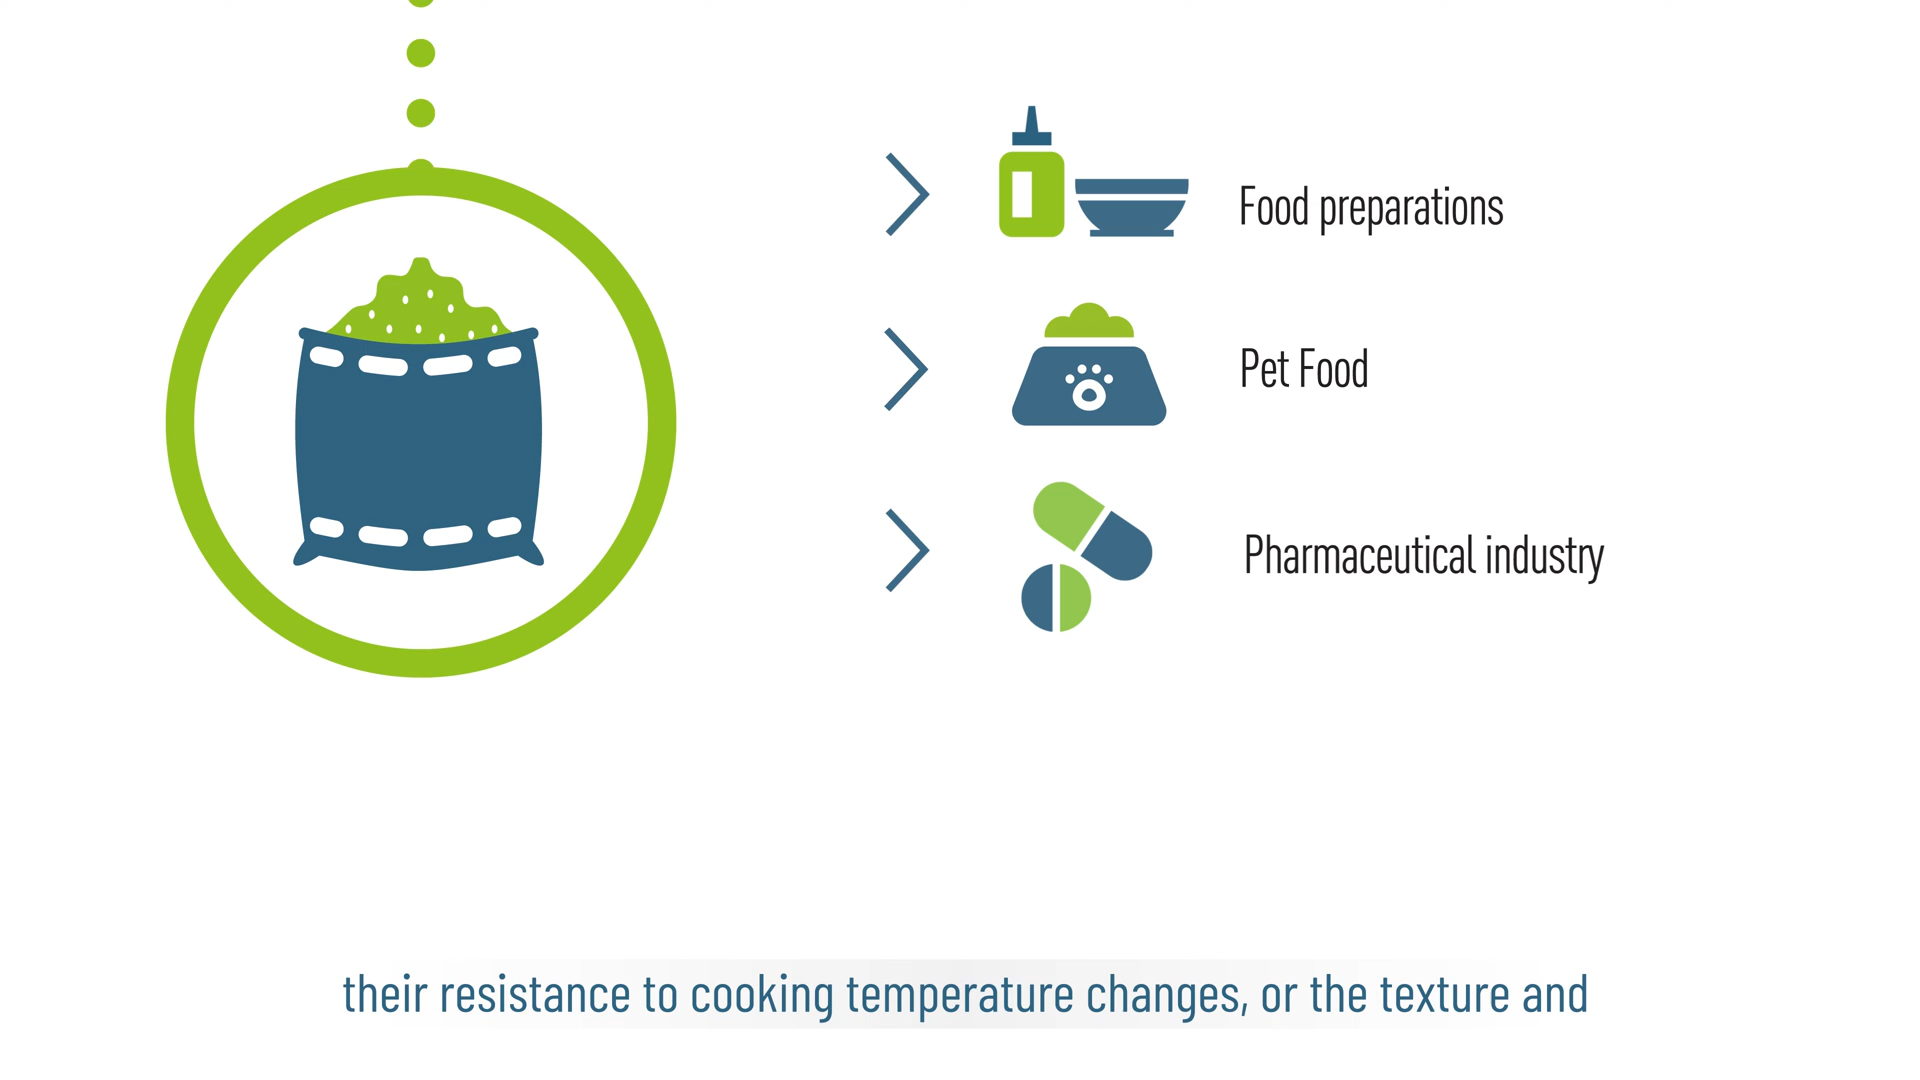 Food preparations
Pet Food
Pharmaceutical industry
their resistance to cooking temperature changes, or the texture and